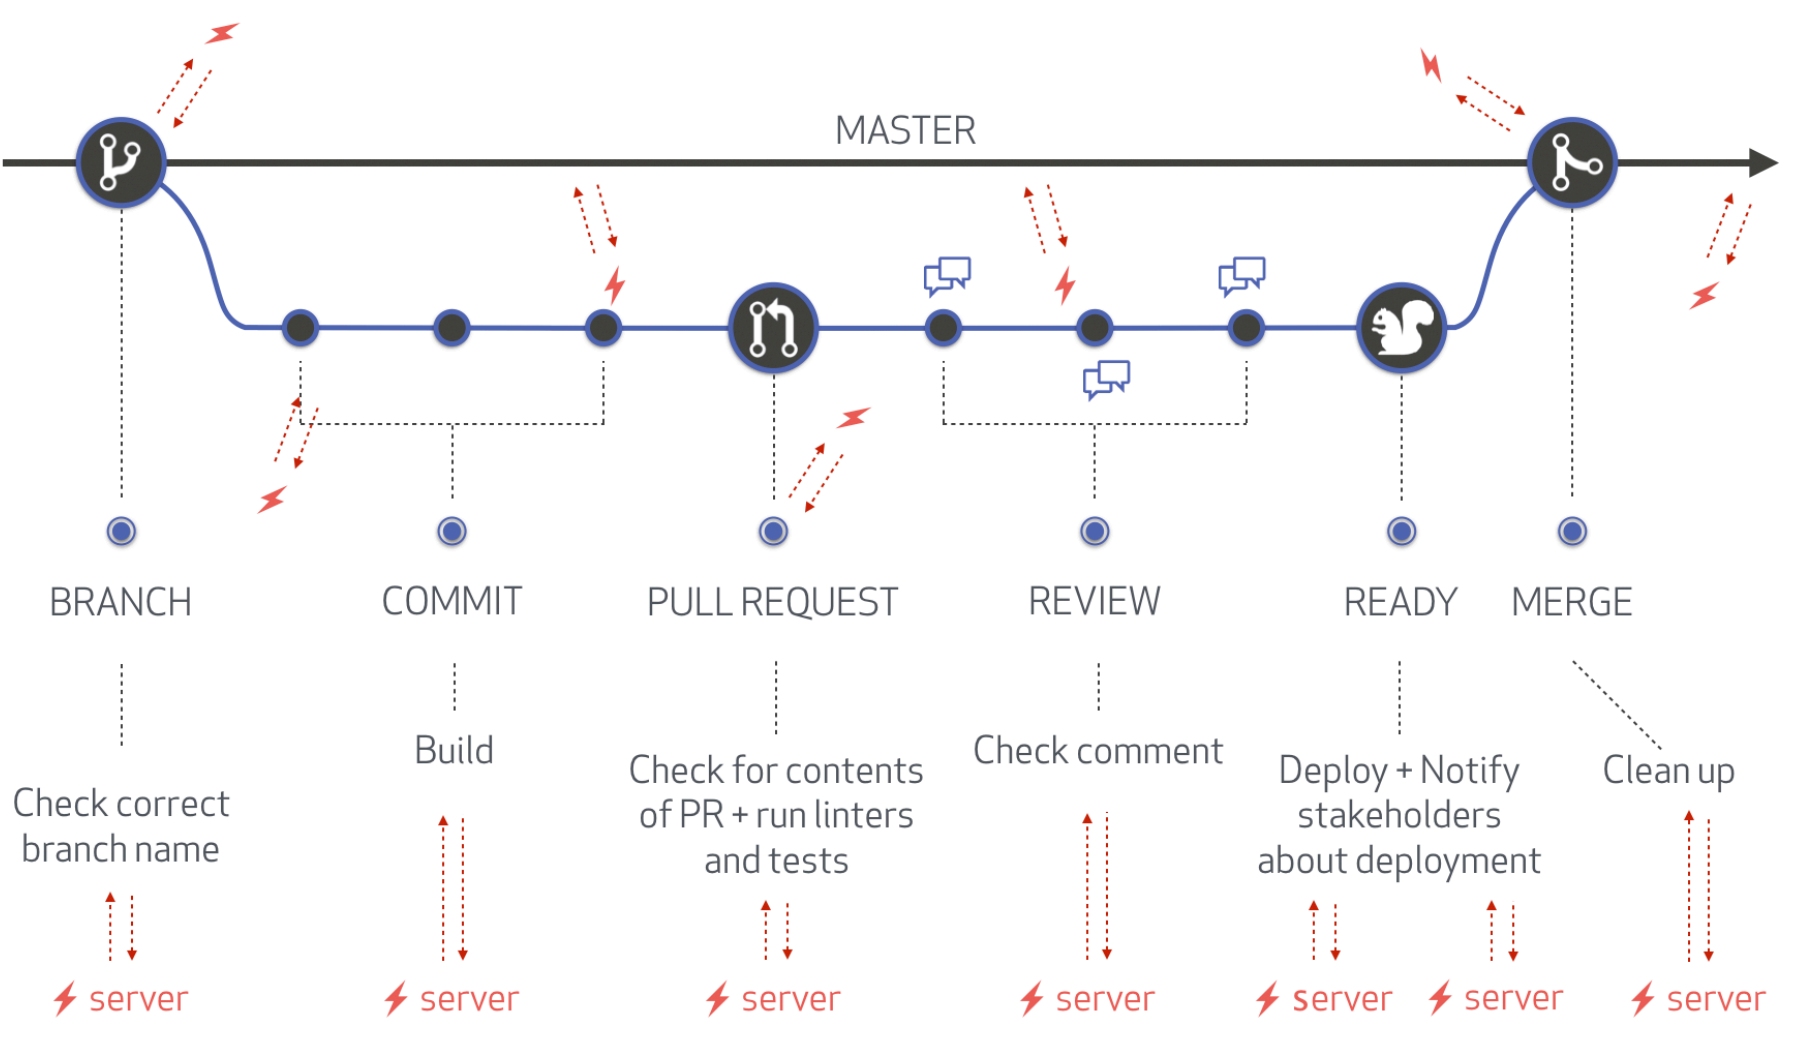 MASTER
BRANCH
COMMIT
PULL REQUEST
REVIEW
READY
MERGE
Check correct
branch name
Build
Check for contents
of PR + run linters
and tests
Check comment
Deploy + Notify
stakeholders
about deployment
Clean up
server
server
server
server
server
server
server